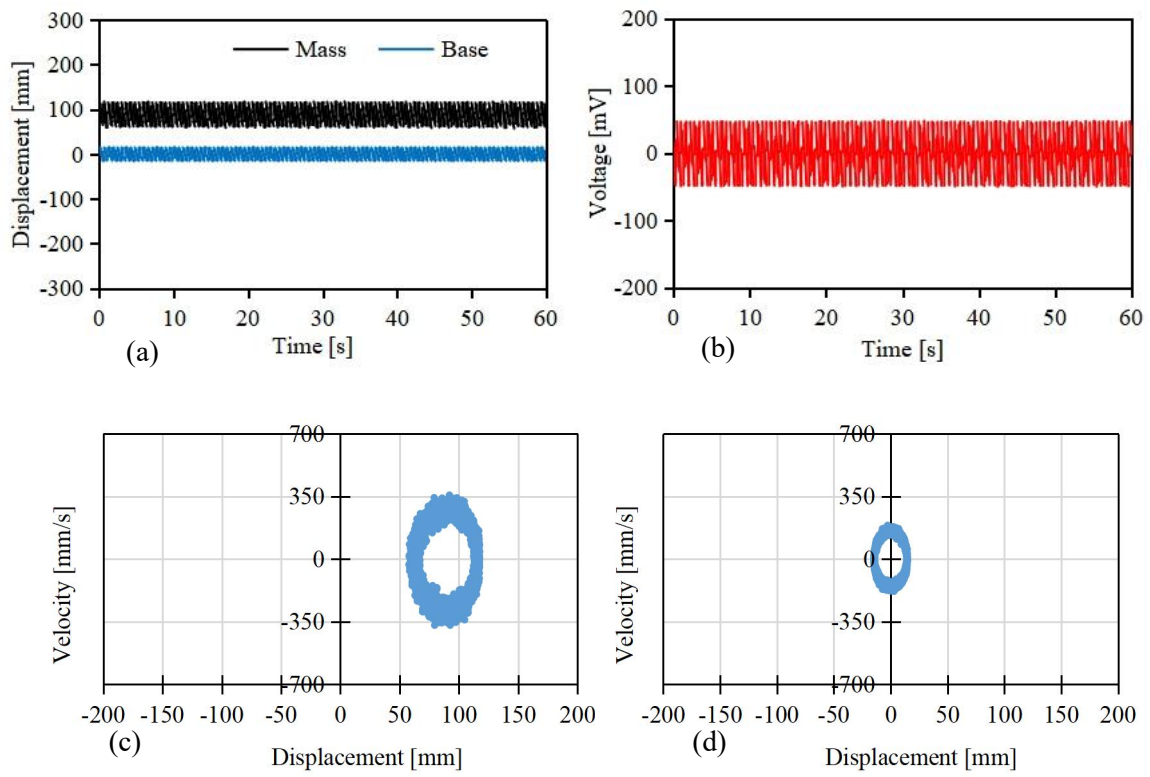 300
200
100
0
-100
-200
-300
Displacement [mm]
Mass
Base
0 10 20 30 40 50 60
Time [s]
(a)
200
100
0
-100
-200
Voltage [mV]
0 10 20 30 40 50 60
Time [s]
(b)
700
350
0
-350
-700
Velocity [mm/s]
-200 -150 -100 -50 0 50 100 150 200
(c)
Displacement [mm]
700
350
0
-350
-700
Velocity [mm/s]
-200 -150 -100 -50 0 50 100 150 200
(d)
Displacement [mm]